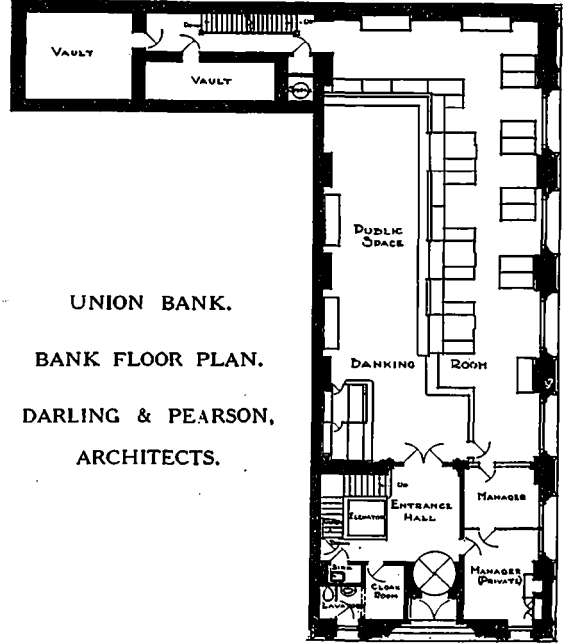 VAULT
VAULT
PUBLIC
SPACE
BANKING ROOM
UNION BANK.
BANK FLOOR PLAN.
DARLING & PEARSON,
ARCHITECTS.
UP
ENTRANCE
HALL
ELEVATOR
MANAGER
MANAGER
(PRIVATE)
CLOAK
ROOM